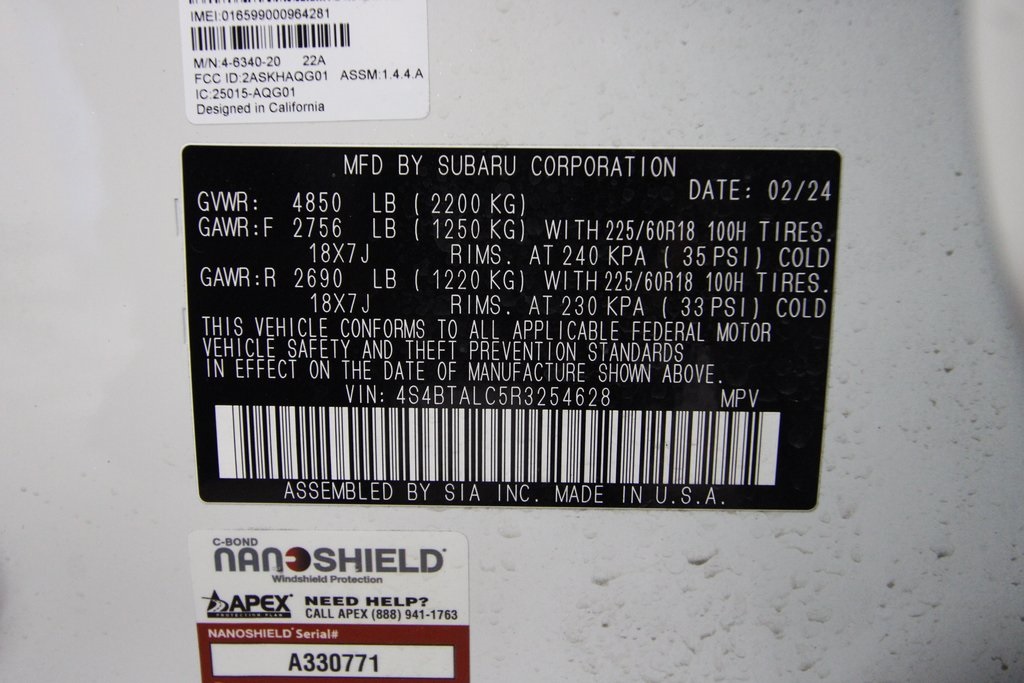 IMEI:016599000964281
M/N:4-6340-20 22A
FCC ID:2ASKHAQG01 ASSM:1.4.4.A
IC:25015-AQG01
Designed in California
MFD BY SUBARU CORPORATION
DATE: 02/24
GVWR: 4850 LB ( 2200 KG)
GAWR:F 2756 LB ( 1250 KG) WITH 225/60R18 100H TIRES.
18X7J RIMS. AT 240 KPA ( 35 PSI) COLD
GAWR:R 2690 LB ( 1220 KG) WITH 225/60R18 100H TIRES.
18X7J RIMS. AT 230 KPA ( 33 PSI) COLD
THIS VEHICLE CONFORMS TO ALL APPLICABLE FEDERAL MOTOR
VEHICLE SAFETY AND THEFT PREVENTION STANDARDS
IN EFFECT ON THE DATE OF MANUFACTURE SHOWN ABOVE.
VIN: 4S4BTALC5R3254628 MPV
ASSEMBLED BY SIA INC. MADE IN U.S.A.
C-BOND
NANOSHIELD
Windshield Protection
APEX
PROTECTION PLAN
NEED HELP?
CALL APEX (888) 941-1763
NANOSHIELD Serial#
A330771